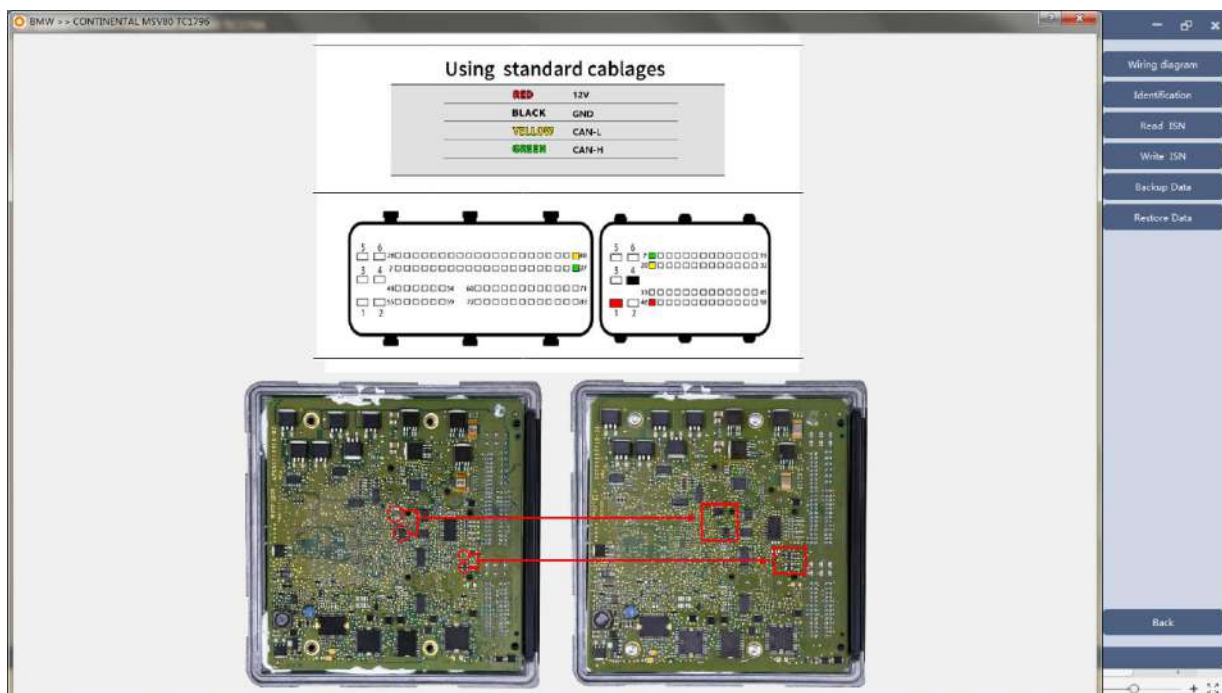 BMW >> CONTINENTAL MSV80 TC1796
Using standard cablages
RED 12V
BLACK GND
YELLOW CAN-L
GREEN CAN-H
5 6
3 4
1 2
5 6
3 4
1 2
Wiring diagram
Identification
Read ISN
Write ISN
Backup Data
Restore Data
Back